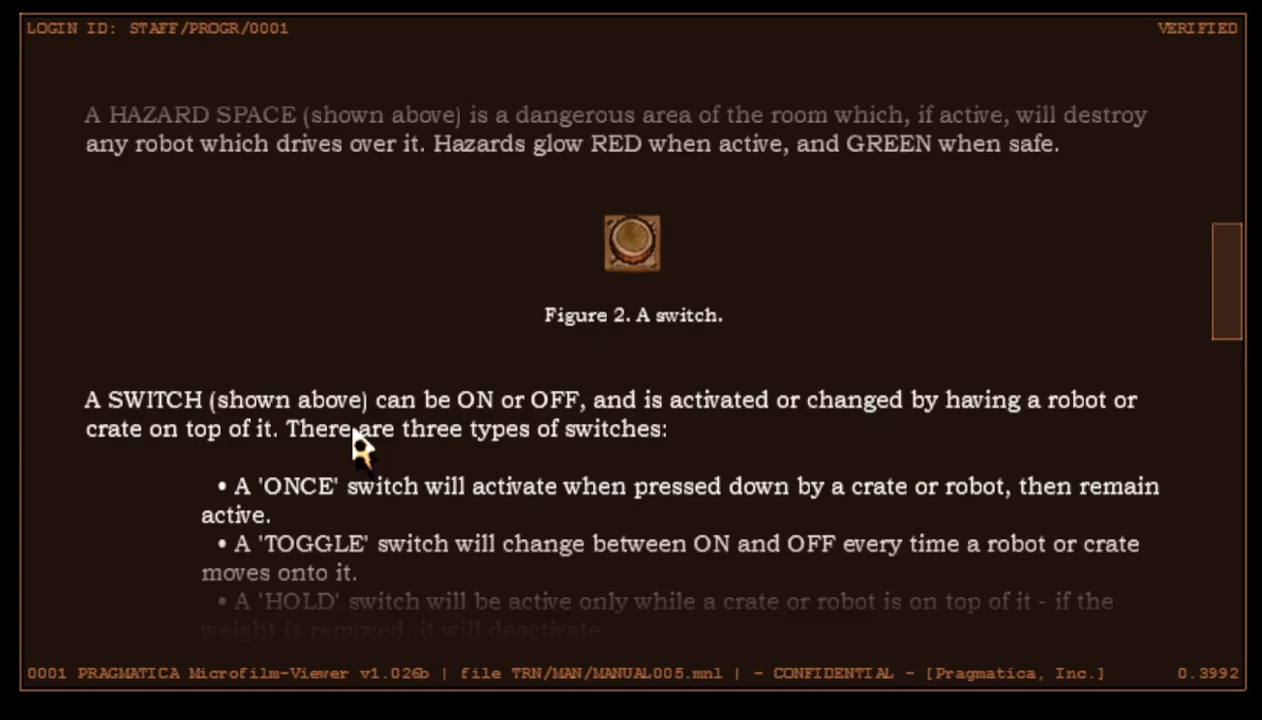 LOGIN ID: STAFF/PROGR/0001
VERIFIED
A HAZARD SPACE (shown above) is a dangerous area of the room which, if active, will destroy
any robot which drives over it. Hazards glow RED when active, and GREEN when safe.
Figure 2. A switch.
A SWITCH (shown above) can be ON or OFF, and is activated or changed by having a robot or
crate on top of it. There are three types of switches:
• A 'ONCE' switch will activate when pressed down by a crate or robot, then remain
active.
• A 'TOGGLE' switch will change between ON and OFF every time a robot or crate
moves onto it.
• A 'HOLD' switch will be active only while a crate or robot is on top of it - if the
weight is removed, it will deactivate.
0001 PRAGMATICA Microfilm-Viewer v1.026b | file TRN/MAN/MANUAL005.mnl | - CONFIDENTIAL - [Pragmatica, Inc.]
0.3992